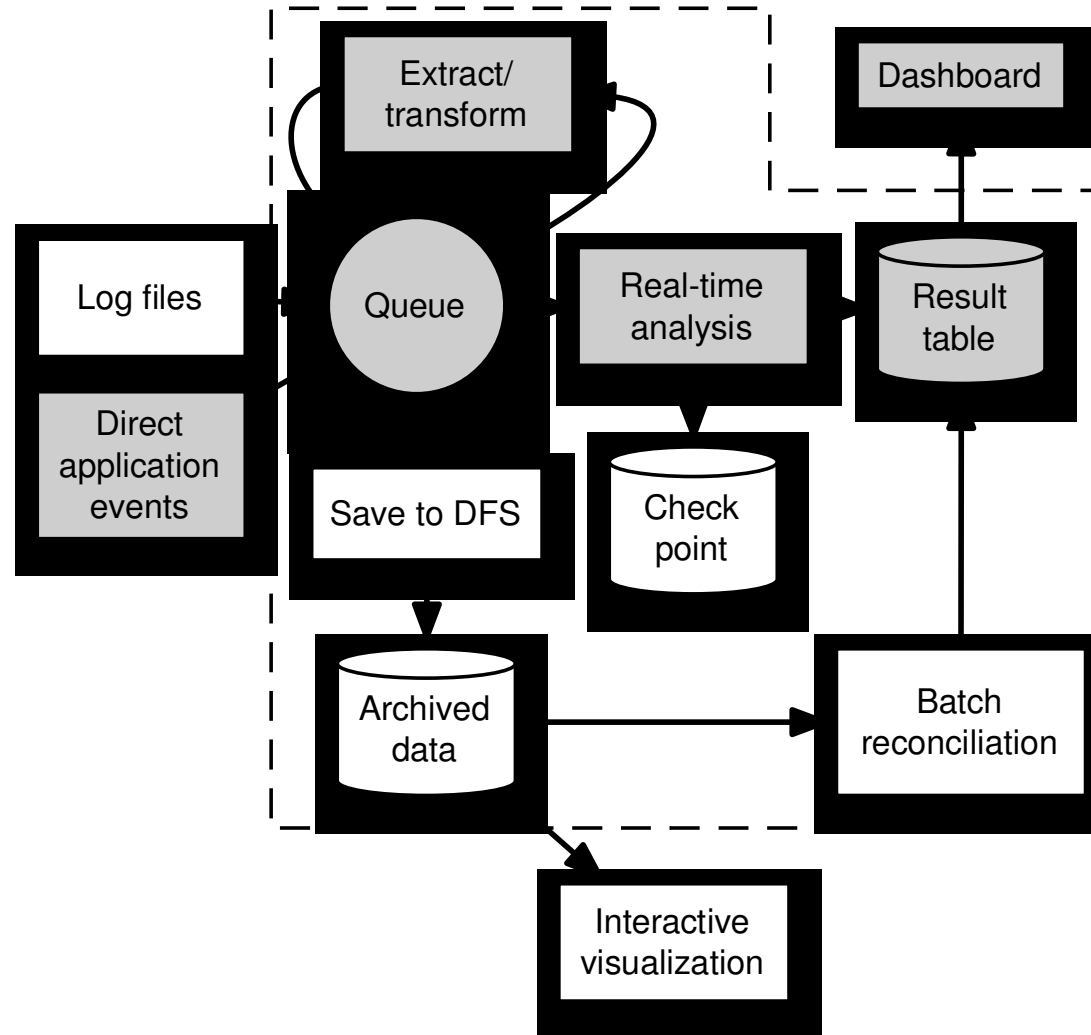 Extract/
transform
Dashboard
Log files
Queue
Real-time
analysis
Result
table
Direct
application
events
Save to DFS
Check
point
Archived
data
Batch
reconciliation
Interactive
visualization